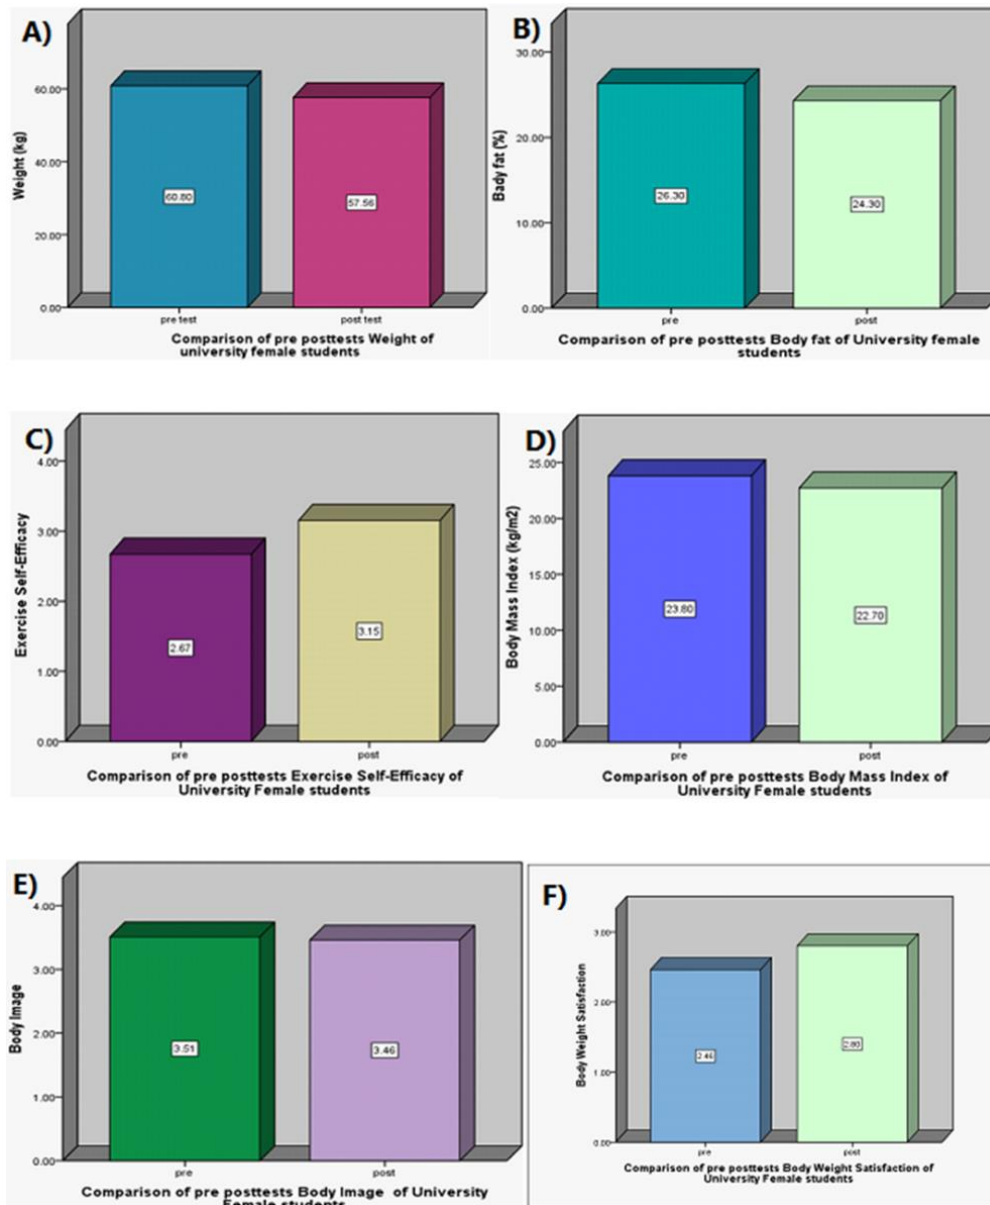 A)
Weight (kg)
60.00
40.00
20.00
0.00
60.80
57.56
pre test
post test
Comparison of pre posttests Weight of
university female students
B)
Bady fat (%)
30.00
20.00
10.00
0.00
26.30
24.30
pre
post
Comparison of pre posttests Body fat of University female
students
C)
Exercise Self-Efficacy
4.00
3.00
2.00
1.00
0.00
2.67
3.15
pre
post
Comparison of pre posttests Exercise Self-Efficacy of
University Female students
D)
Body Mass Index (kg/m2)
25.00
20.00
15.00
10.00
5.00
0.00
23.80
22.70
pre
post
Comparison of pre posttests Body Mass Index of
University Female students
E)
Body Image
4.00
3.00
2.00
1.00
0.00
3.51
3.46
pre
post
Comparison of pre posttests Body Image of University
Female students
F)
Body Weight Satisfaction
3.00
2.00
1.00
0.00
2.46
2.80
pre
post
Comparison of pre posttests Body Weight Satisfaction of
University Female students